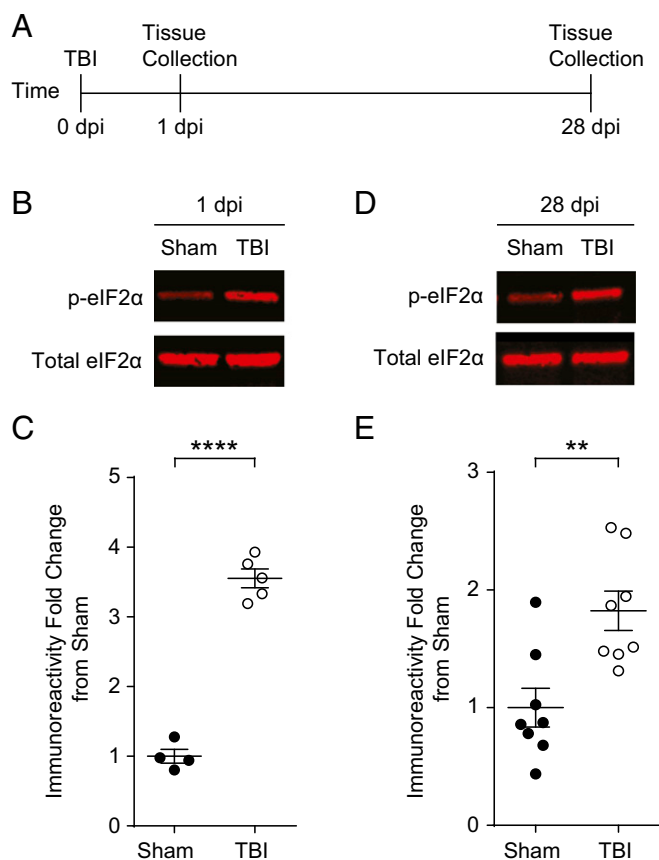 A
TBI
Tissue
Collection
Tissue
Collection
Time
0 dpi
1 dpi
28 dpi
B
1 dpi
Sham
TBI
p-eIF2α
Total eIF2α
D
28 dpi
Sham
TBI
p-eIF2α
Total eIF2α
C
****
Immunoreactivity Fold Change
from Sham
5
4
3
2
1
0
Sham
TBI
E
**
Immunoreactivity Fold Change
from Sham
3
2
1
0
Sham
TBI